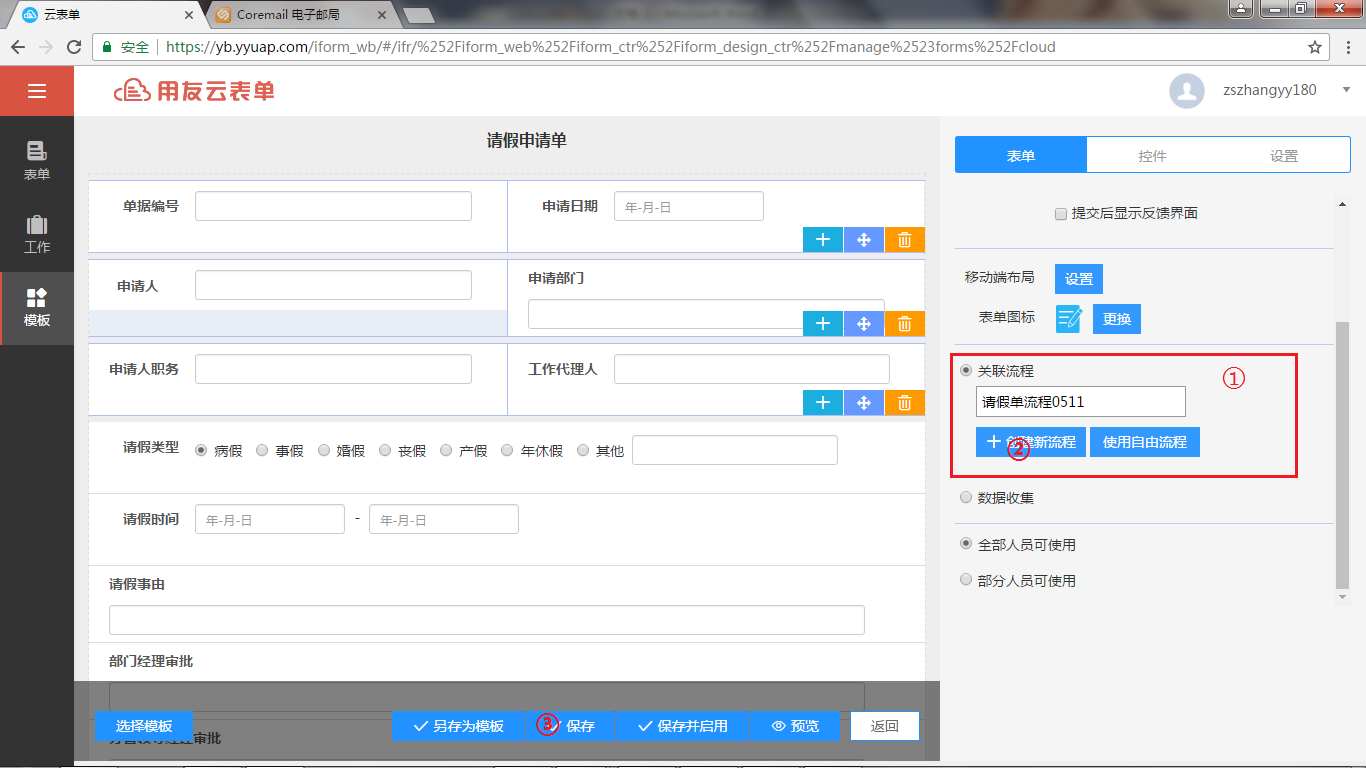 云表单
Coremail 电子邮局
安全
https://yb.yyuap.com/iform_wb/#/ifr/%252Fiform_web%252Fiform_ctr%252Fiform_design_ctr%252Fmanage%2523forms%252Fcloud
用友云表单
zszhangyy180
表单
工作
模板
请假申请单
单据编号
申请日期 年-月-日
申请人
申请部门
申请人职务
工作代理人
请假类型 病假 事假 婚假 丧假 产假 年休假 其他
请假时间 年-月-日 - 年-月-日
请假事由
部门经理审批
选择模板 另存为模板 ③ 保存 保存并启用 预览 返回
表单 控件 设置
提交后显示反馈界面
移动端布局 设置
表单图标 更换
关联流程 ①
请假单流程0511
创建新流程 ② 使用自由流程
数据收集
全部人员可使用
部分人员可使用